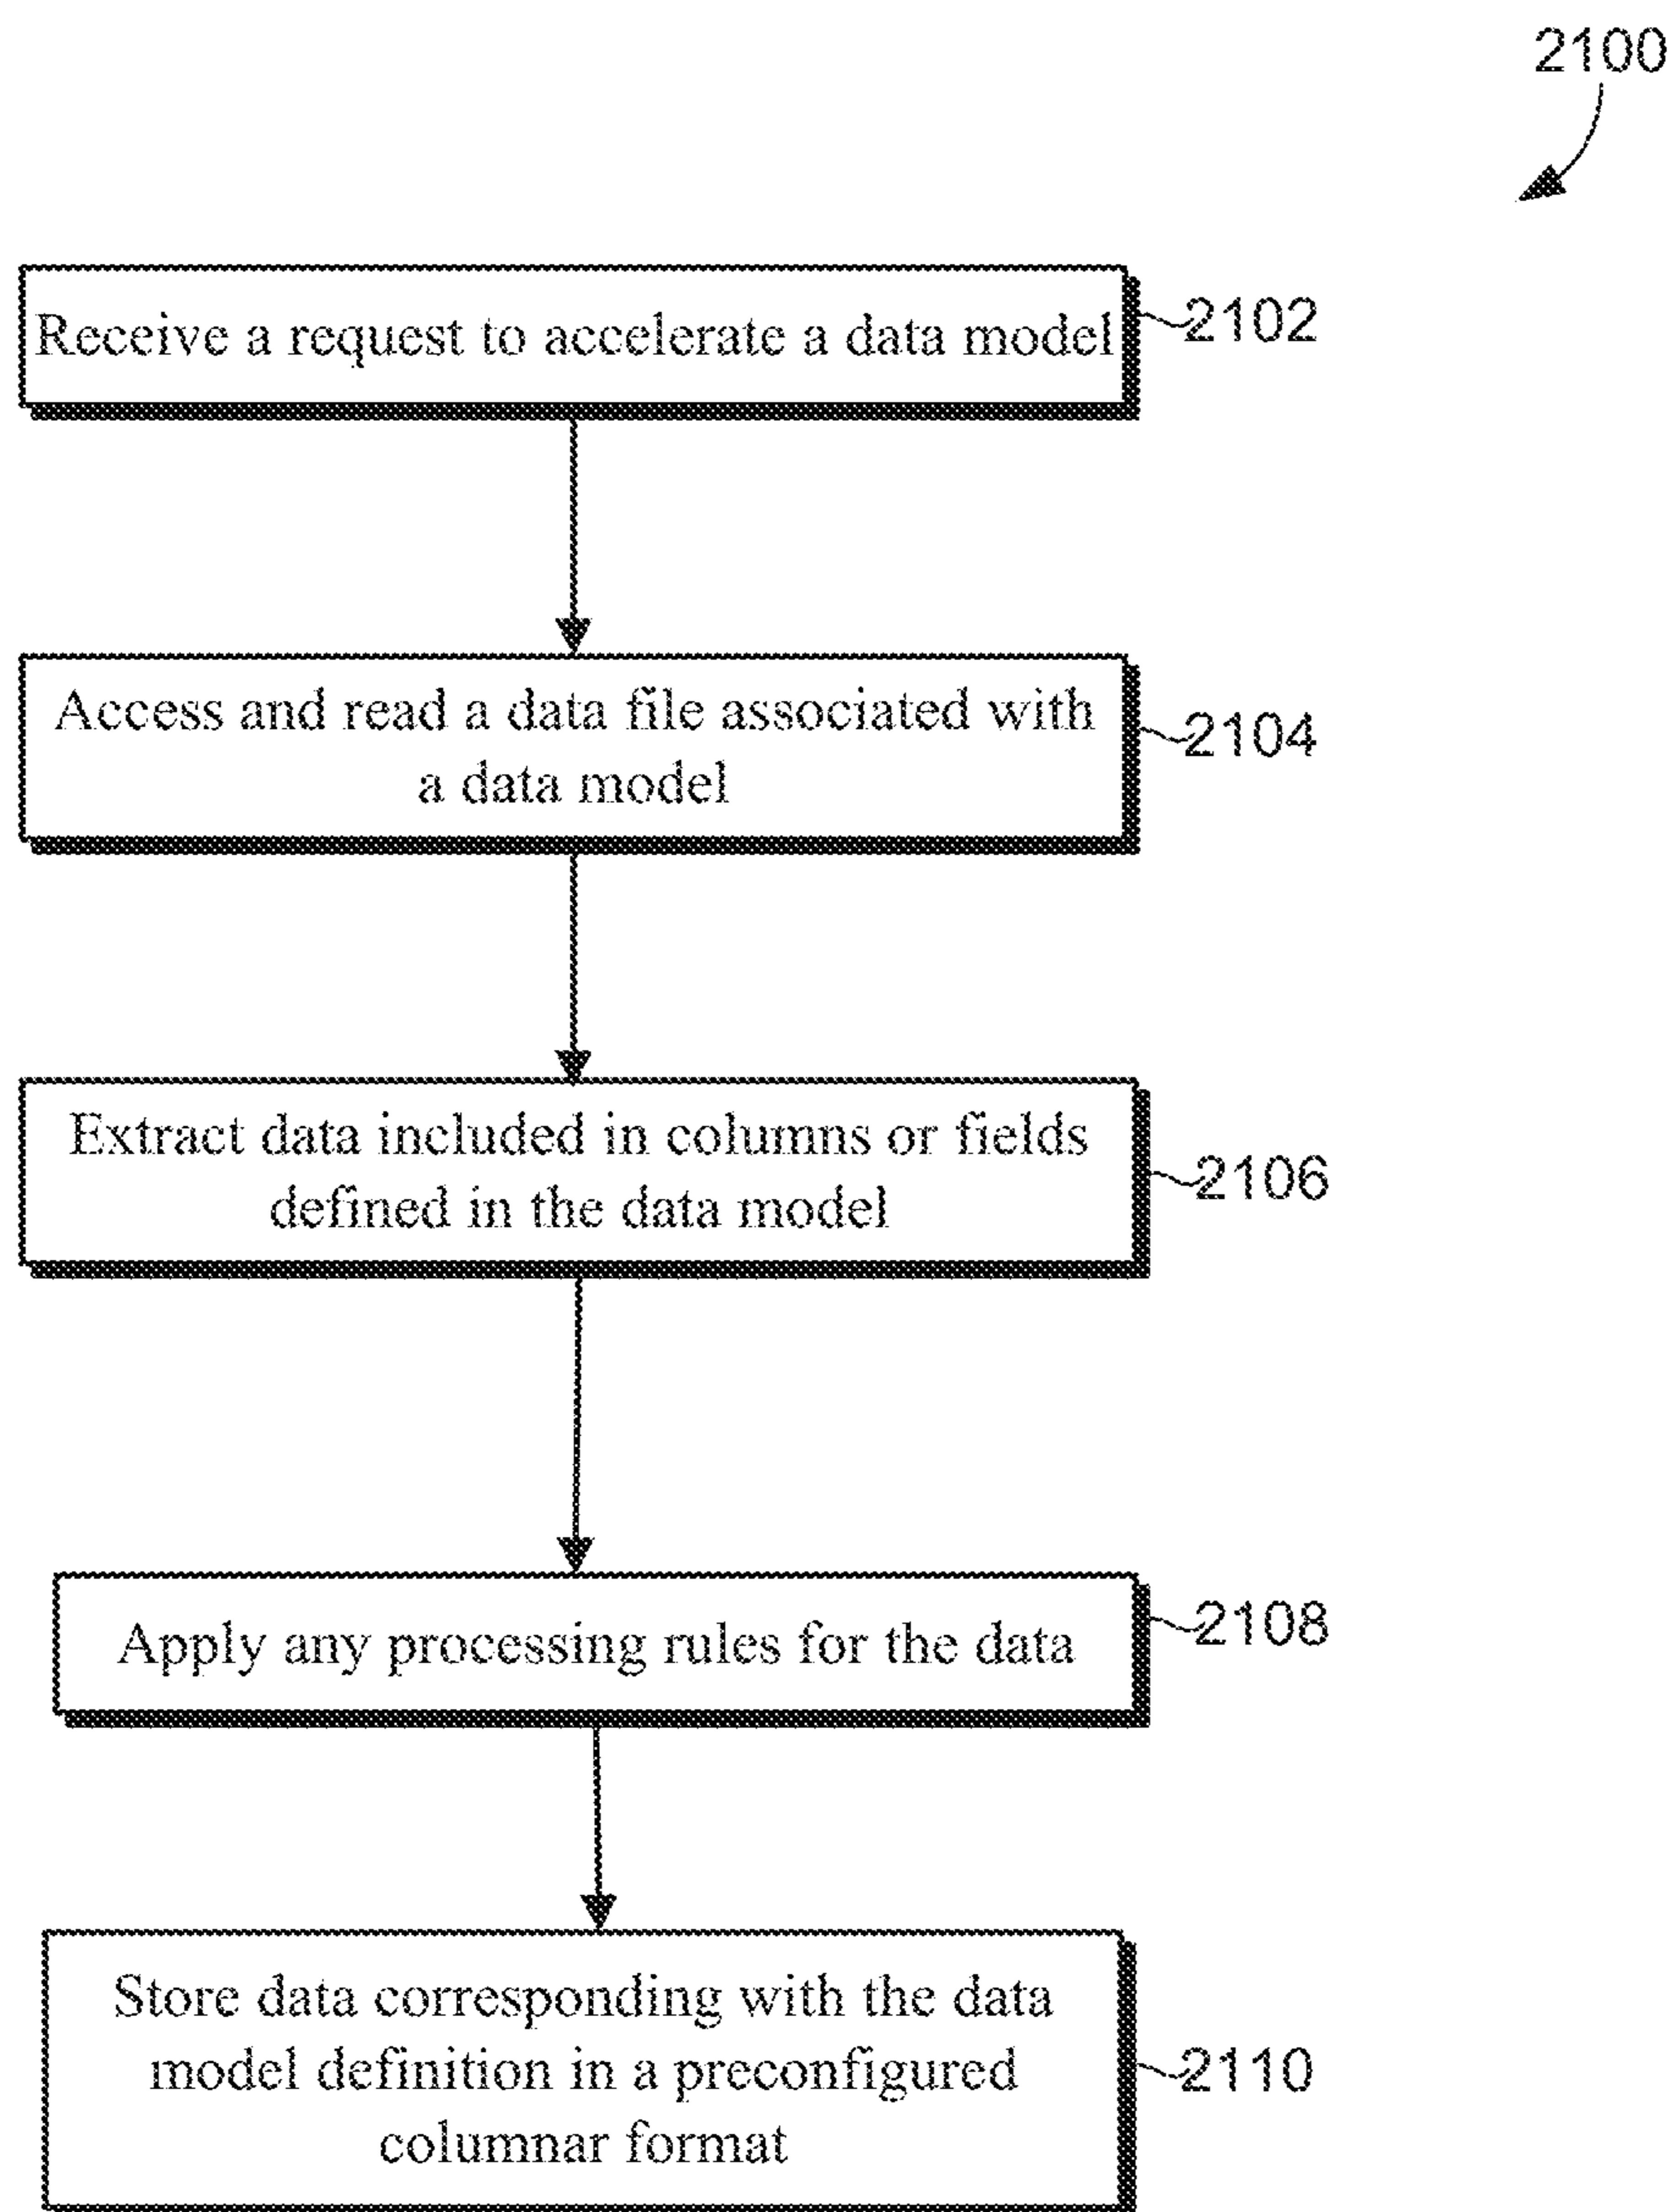 2100
Receive a request to accelerate a data model
2102
Access and read a data file associated with
a data model
2104
Extract data included in columns or fields
defined in the data model
2106
Apply any processing rules for the data
2108
Store data corresponding with the data
model definition in a preconfigured
columnar format
2110